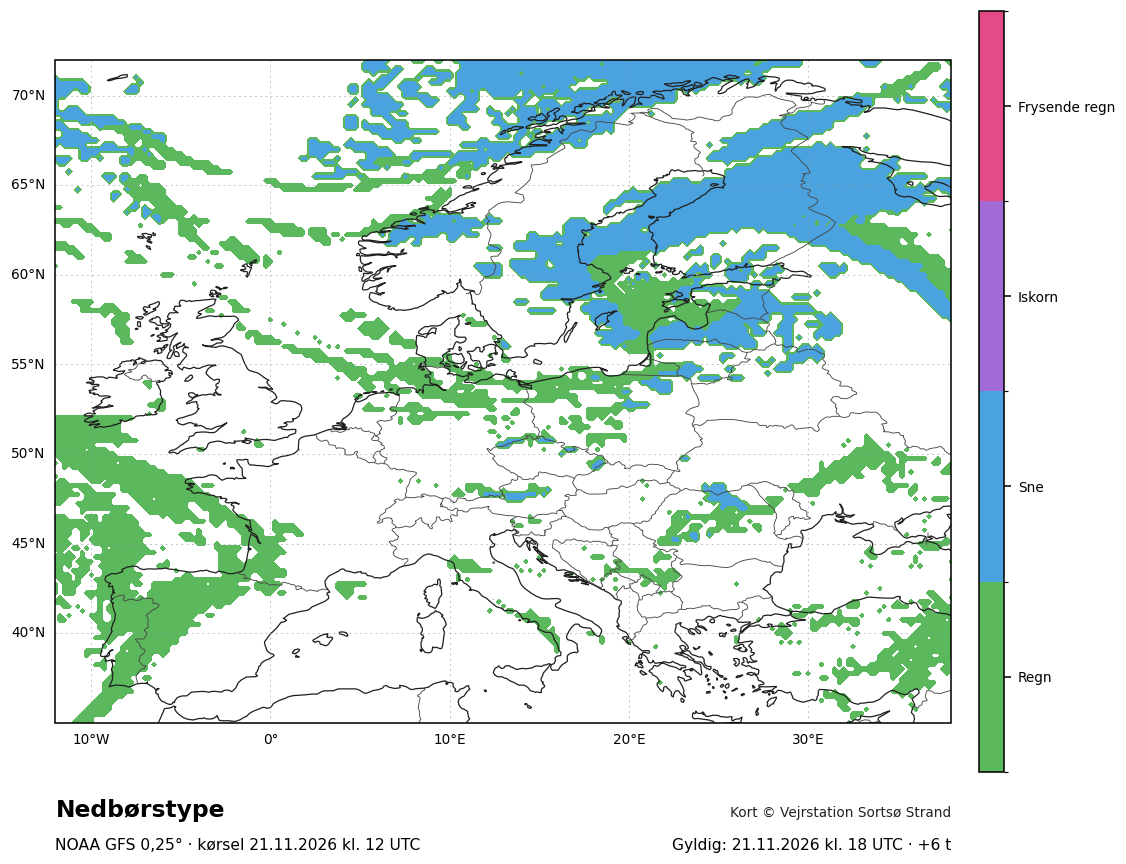 Frysende regn
Iskorn
Sne
Regn
70°N
65°N
60°N
55°N
50°N
45°N
40°N
10°W
0°
10°E
20°E
30°E
Nedbørstype
Kort © Vejrstation Sortsø Strand
NOAA GFS 0,25° · kørsel 21.11.2026 kl. 12 UTC
Gyldig: 21.11.2026 kl. 18 UTC · +6 t